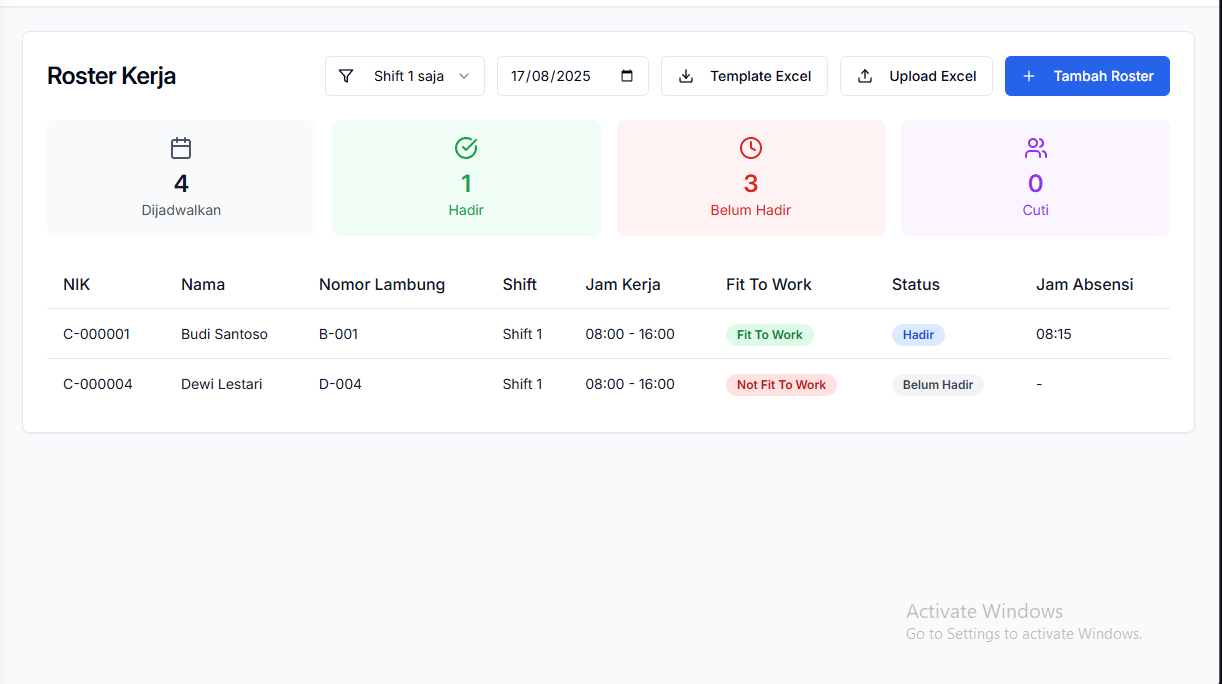 Roster Kerja
Shift 1 saja
17/08/2025
Template Excel
Upload Excel
Tambah Roster
4
Dijadwalkan
1
Hadir
3
Belum Hadir
0
Cuti
NIK Nama Nomor Lambung Shift Jam Kerja Fit To Work Status Jam Absensi
C-000001 Budi Santoso B-001 Shift 1 08:00 - 16:00 Fit To Work Hadir 08:15
C-000004 Dewi Lestari D-004 Shift 1 08:00 - 16:00 Not Fit To Work Belum Hadir -
Activate Windows
Go to Settings to activate Windows.